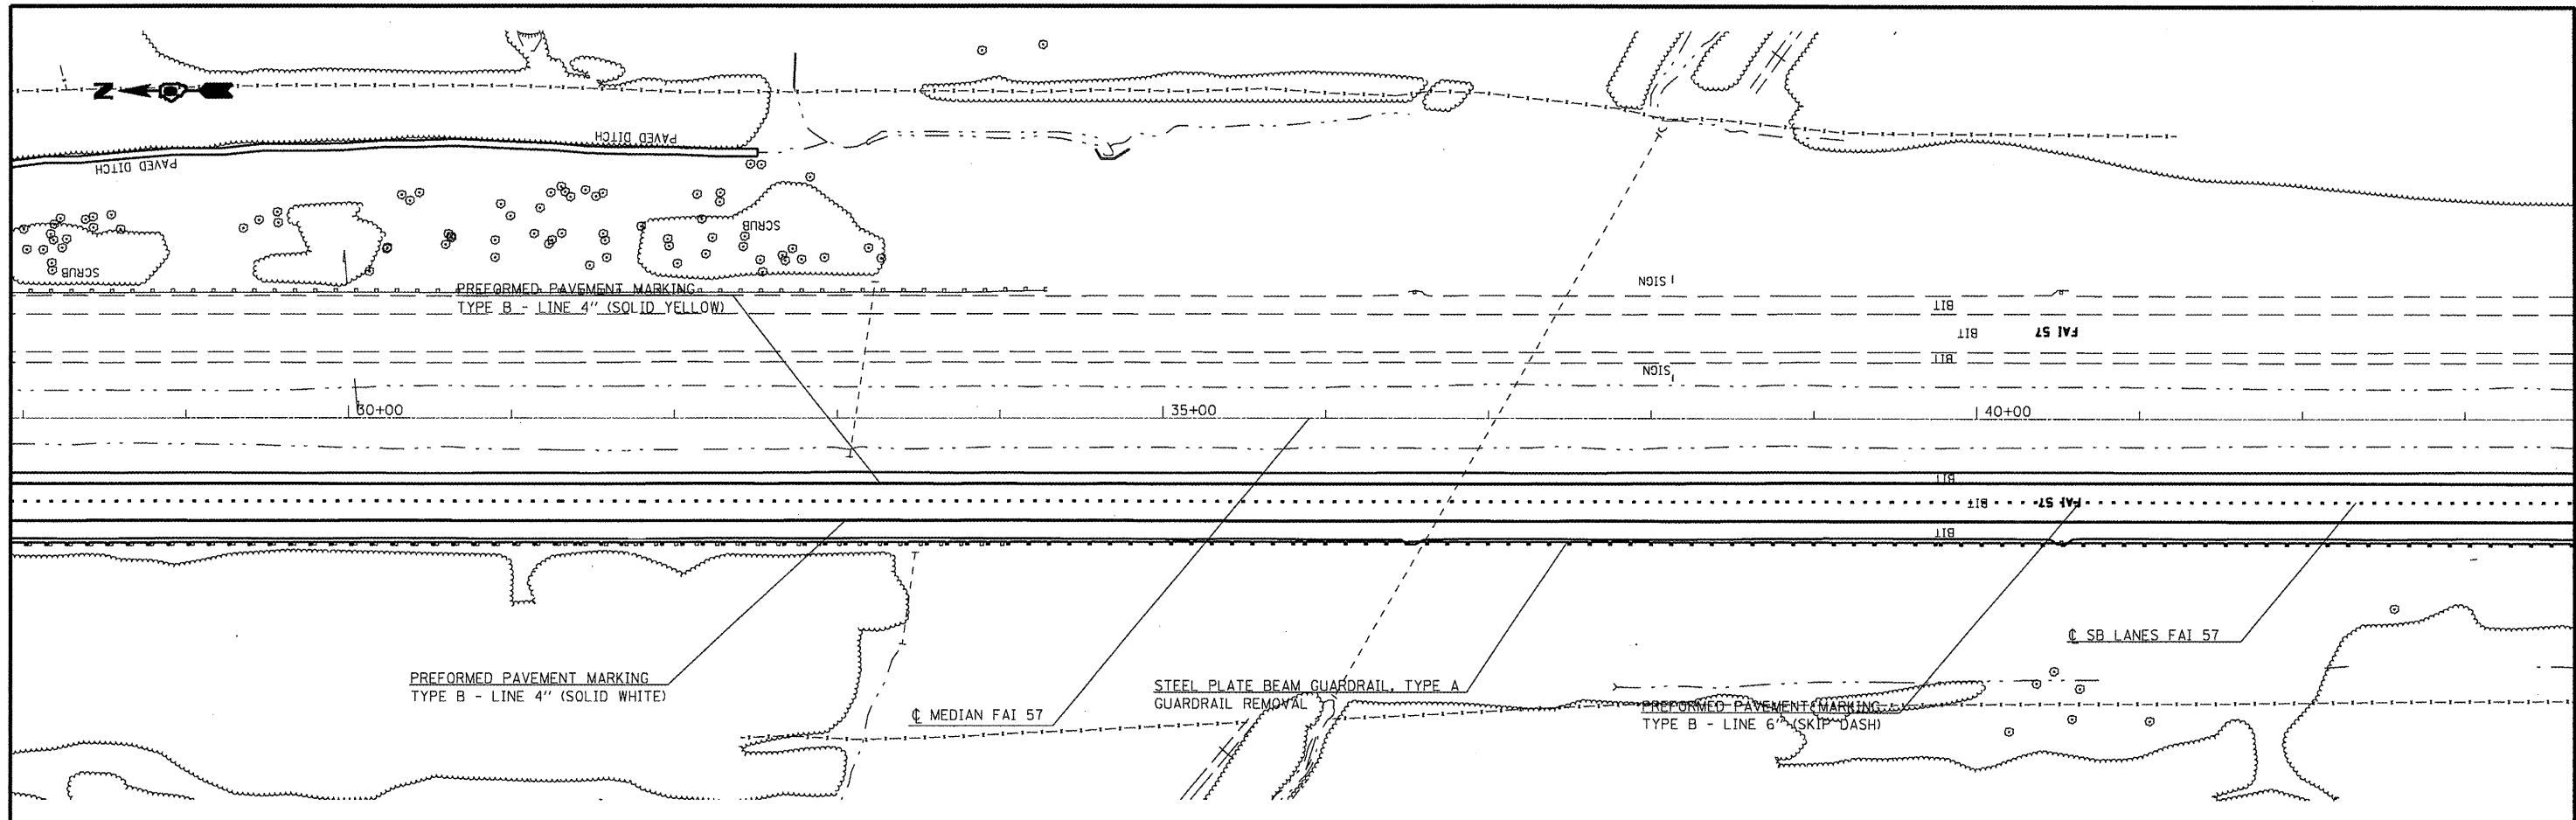 N
PAVED DITCH
PAVED DITCH
SCRUB
SCRUB
SIGN
PREFORMED PAVEMENT MARKING
TYPE B - LINE 4" (SOLID YELLOW)
BIT
BIT
FAI 57
BIT
SIGN
30+00
35+00
40+00
BIT
BIT
FAI 57
BIT
PREFORMED PAVEMENT MARKING
TYPE B - LINE 4" (SOLID WHITE)
℄ MEDIAN FAI 57
STEEL PLATE BEAM GUARDRAIL, TYPE A
GUARDRAIL REMOVAL
PREFORMED PAVEMENT MARKING
TYPE B - LINE 6" (SKIP DASH)
℄ SB LANES FAI 57